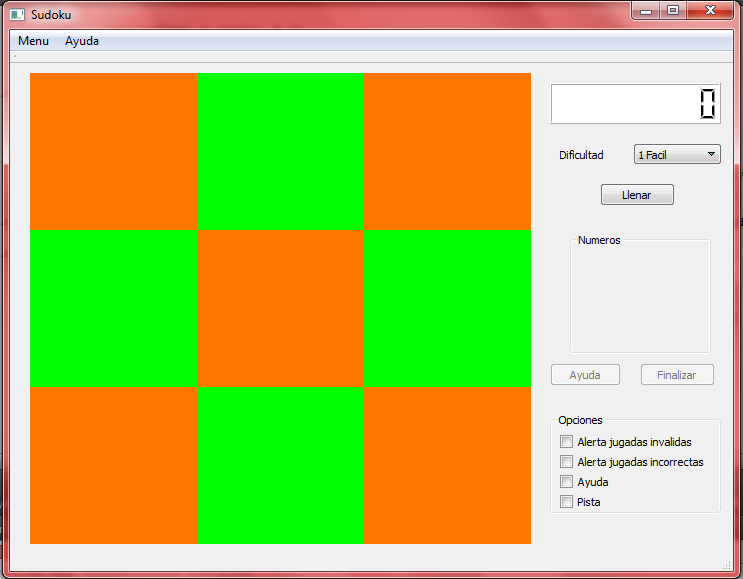 Sudoku
Menu Ayuda
0
Dificultad 1 Facil
Llenar
Numeros
Ayuda Finalizar
Opciones
Alerta jugadas invalidas
Alerta jugadas incorrectas
Ayuda
Pista